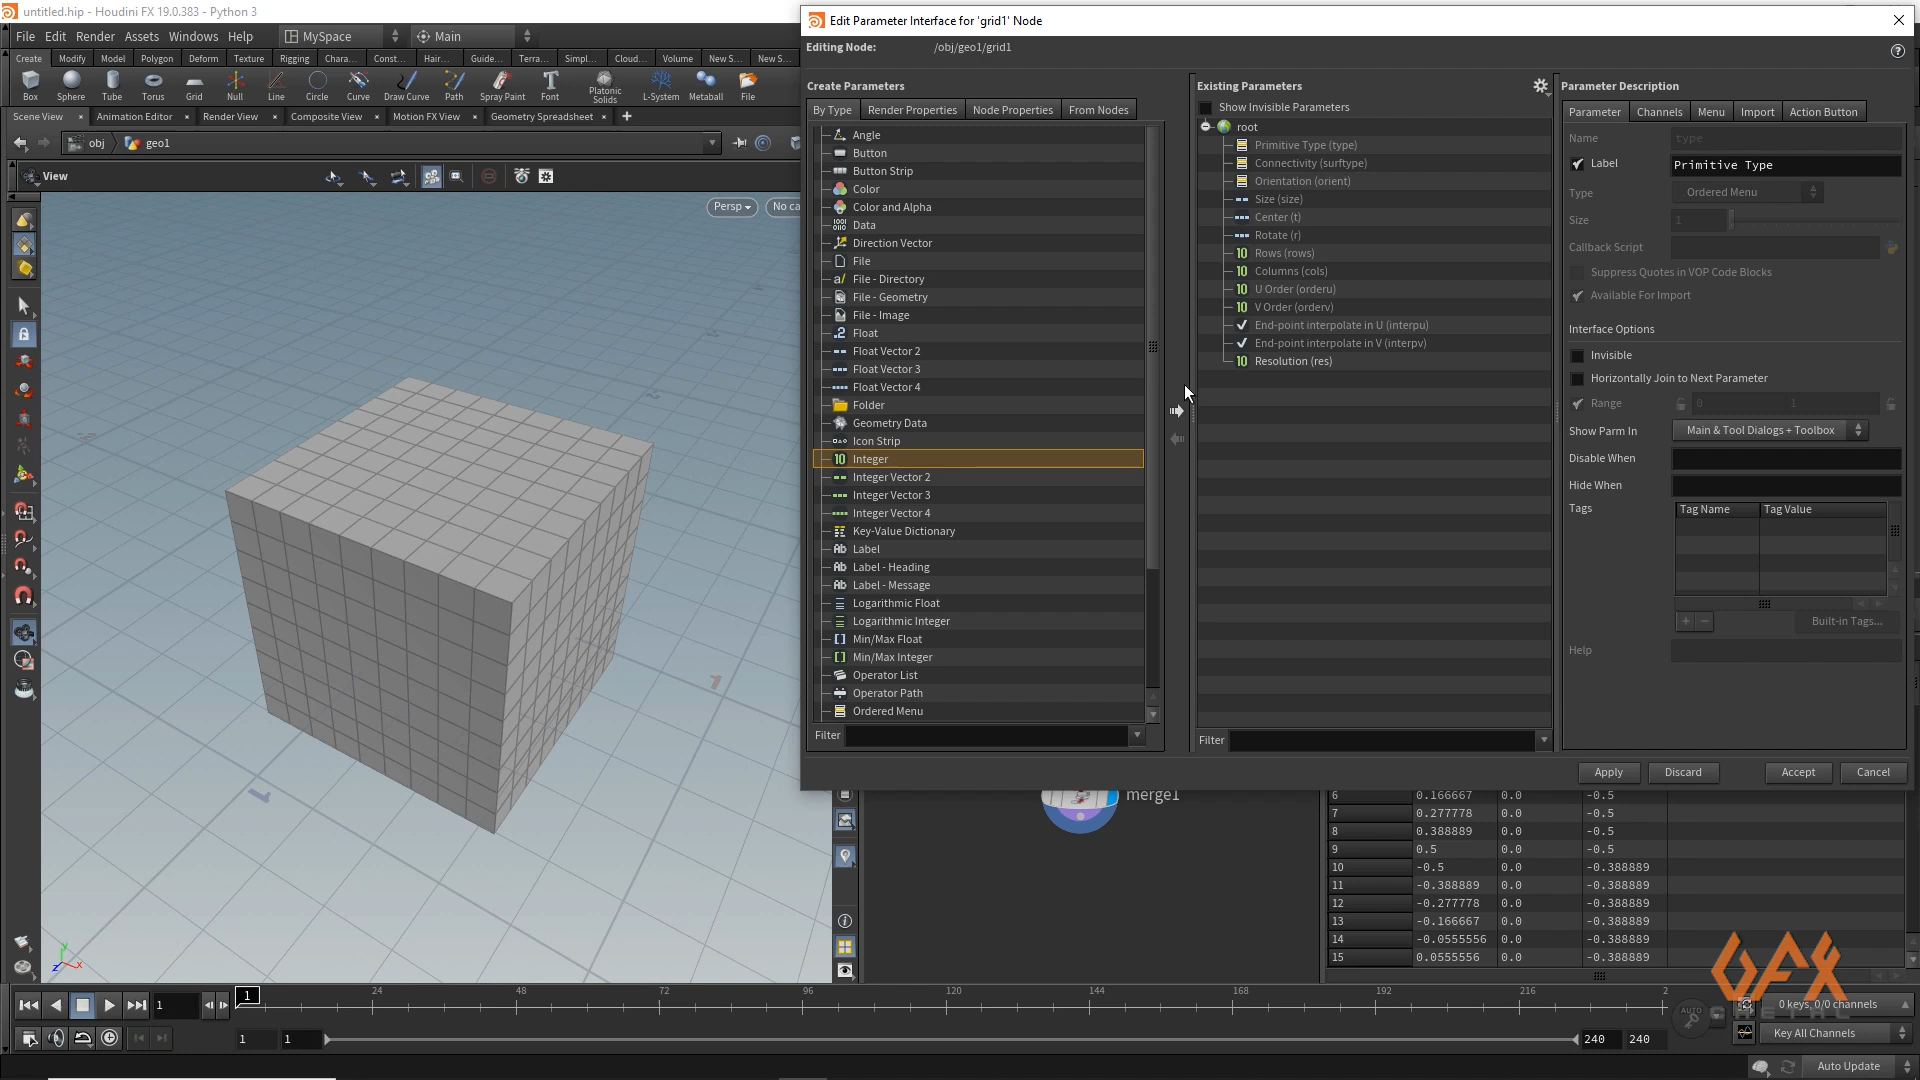 untitled.hip - Houdini FX 19.0.383 - Python 3
File Edit Render Assets Windows Help MySpace Main
Create Modify Model Polygon Deform Texture Rigging Chara... Const... Hair... Guide... Terra... Simpl... Cloud... Volume New S... New S...
Box Sphere Tube Torus Grid Null Line Circle Curve Draw Curve Path Spray Paint Font Platonic Solids L-System Metaball File
Scene View Animation Editor Render View Composite View Motion FX View Geometry Spreadsheet
obj geo1
View
Persp No ca
Edit Parameter Interface for 'grid1' Node
Editing Node: /obj/geo1/grid1
Create Parameters
By Type Render Properties Node Properties From Nodes
Angle
Button
Button Strip
Color
Color and Alpha
Data
Direction Vector
File
File - Directory
File - Geometry
File - Image
Float
Float Vector 2
Float Vector 3
Float Vector 4
Folder
Geometry Data
Icon Strip
Integer
Integer Vector 2
Integer Vector 3
Integer Vector 4
Key-Value Dictionary
Label
Label - Heading
Label - Message
Logarithmic Float
Logarithmic Integer
Min/Max Float
Min/Max Integer
Operator List
Operator Path
Ordered Menu
Filter
Existing Parameters
Show Invisible Parameters
root
Primitive Type (type)
Connectivity (surftype)
Orientation (orient)
Size (size)
Center (t)
Rotate (r)
Rows (rows)
Columns (cols)
U Order (orderu)
V Order (orderv)
End-point interpolate in U (interpu)
End-point interpolate in V (interpv)
Resolution (res)
Filter
Parameter Description
Parameter Channels Menu Import Action Button
Name type
Label Primitive Type
Type Ordered Menu
Size 1
Callback Script
Suppress Quotes in VOP Code Blocks
Available For Import
Interface Options
Invisible
Horizontally Join to Next Parameter
Range 0 1
Show Parm In Main & Tool Dialogs + Toolbox
Disable When
Hide When
Tags Tag Name Tag Value
+ - Built-in Tags...
Help
Apply Discard Accept Cancel
merge1
6 0.166667 0.0 -0.5
7 0.277778 0.0 -0.5
8 0.388889 0.0 -0.5
9 0.5 0.0 -0.5
10 -0.5 0.0 -0.388889
11 -0.388889 0.0 -0.388889
12 -0.277778 0.0 -0.388889
13 -0.166667 0.0 -0.388889
14 -0.0555556 0.0 -0.388889
15 0.0555556 0.0 -0.388889
1 1 24 48 72 96 120 144 168 192 216 2
0 keys, 0/0 channels
1 1 240 240
AUTO
Key All Channels
Auto Update
GFX